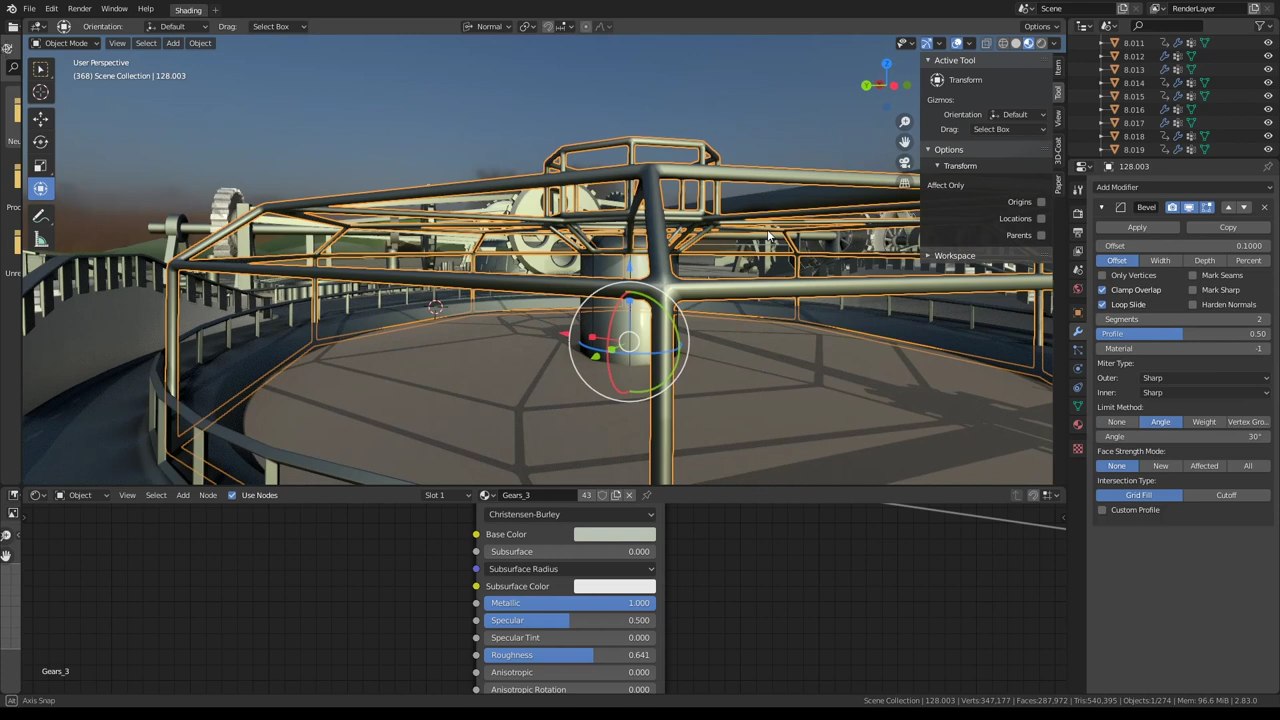 File Edit Render Window Help Shading Scene RenderLayer
Orientation: Default Drag: Select Box Normal Options
Object Mode View Select Add Object
User Perspective
(368) Scene Collection | 128.003
Z
Y
Active Tool
Transform
Gizmos:
Orientation Default
Drag: Select Box
Options
Transform
Affect Only
Origins
Locations
Parents
Workspace
Item
Tool
View
3D-Coat
Paper
8.011
8.012
8.013
8.014
8.015
8.016
8.017
8.018
8.019
128.003
Add Modifier
Bevel
Apply Copy
Offset 0.1000
Offset Width Depth Percent
Only Vertices Mark Seams
Clamp Overlap Mark Sharp
Loop Slide Harden Normals
Segments 2
Profile 0.50
Material -1
Miter Type:
Outer: Sharp
Inner: Sharp
Limit Method:
None Angle Weight Vertex Gro...
Angle 30°
Face Strength Mode:
None New Affected All
Intersection Type:
Grid Fill Cutoff
Custom Profile
Object View Select Add Node Use Nodes Slot 1 Gears_3 43
Christensen-Burley
Base Color
Subsurface 0.000
Subsurface Radius
Subsurface Color
Metallic 1.000
Specular 0.500
Specular Tint 0.000
Roughness 0.641
Anisotropic 0.000
Anisotropic Rotation 0.000
Gears_3
Alt Axis Snap
Scene Collection | 128.003 | Verts:347,177 | Faces:287,972 | Tris:540,395 | Objects:1/274 | Mem: 96.6 MiB | 2.83.0